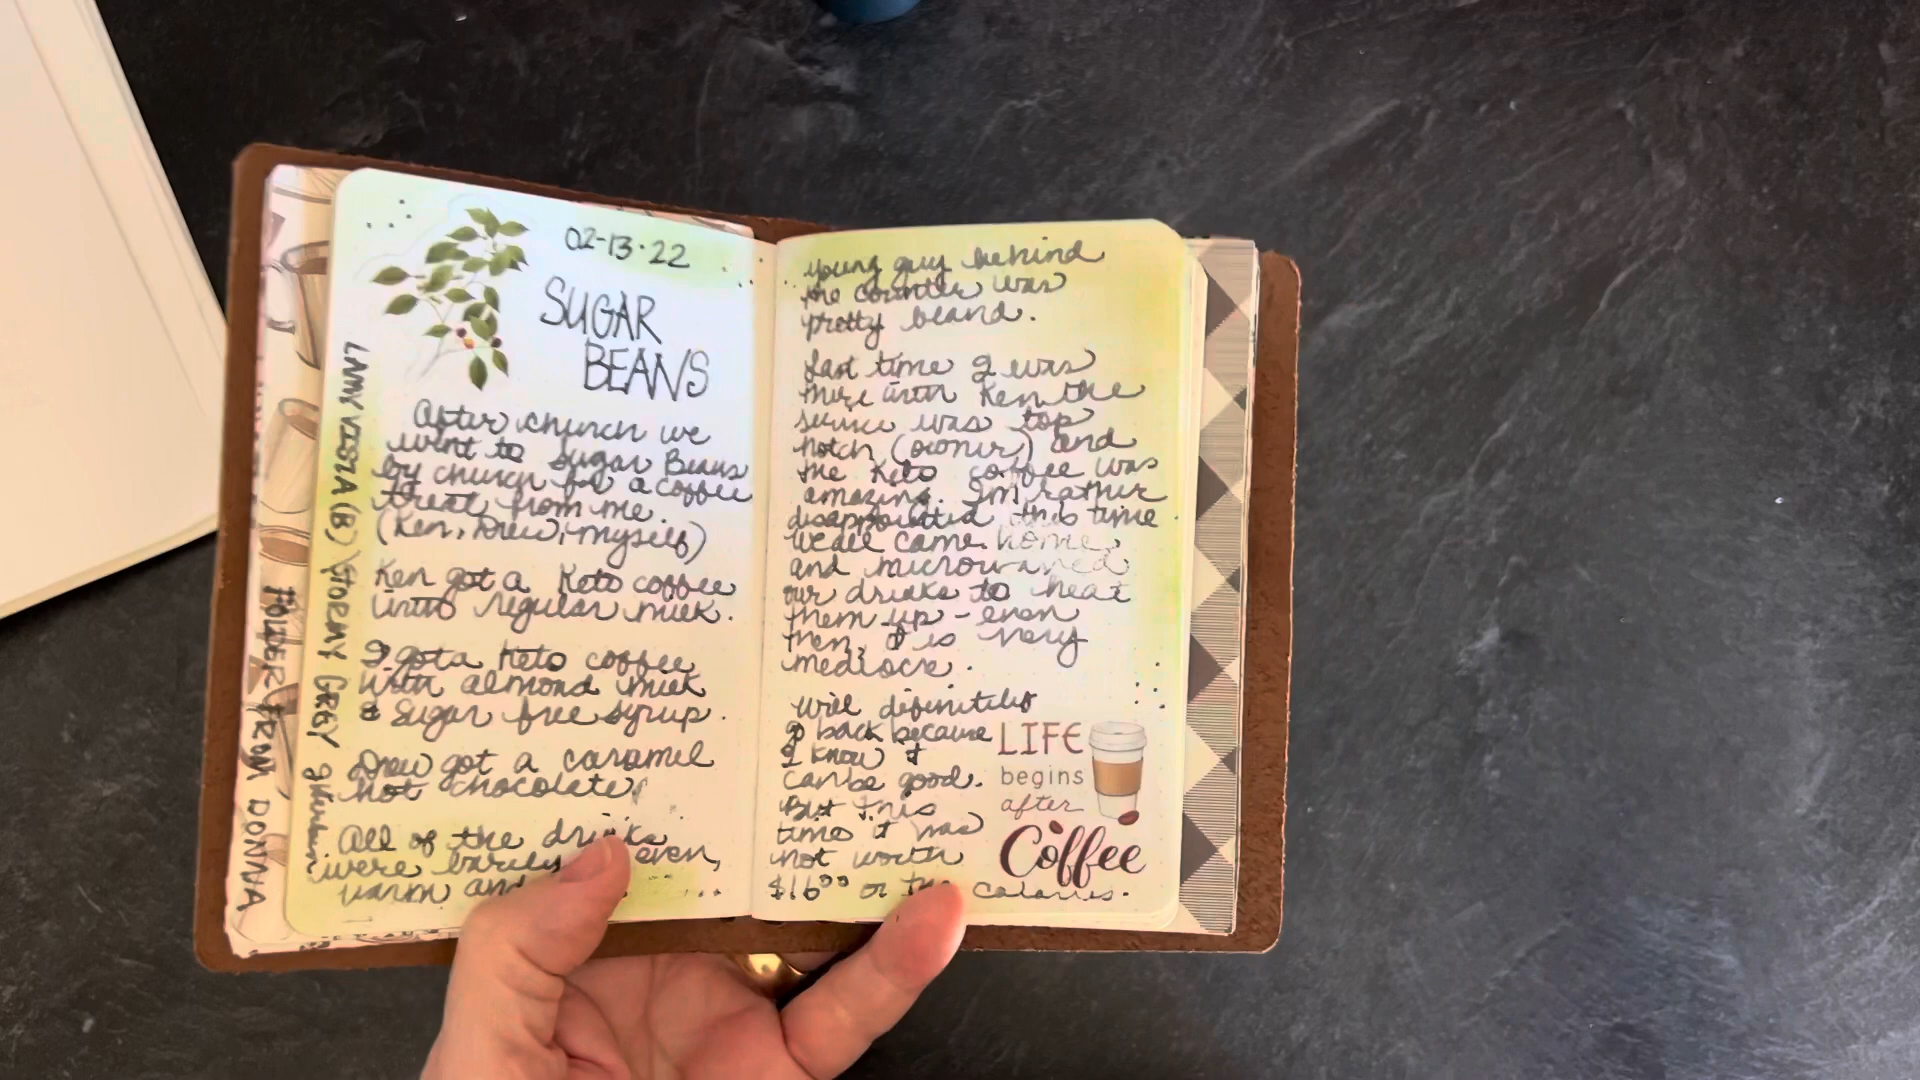 02-13-22
SUGAR
BEANS
After church we
went to Sugar Beans
by church for a coffee
treat from me.
(Ken, Drew, myself)
Ken got a Keto coffee
with regular milk.
I got a Keto coffee
with almond milk
& Sugar free syrup.
Drew got a caramel
hot chocolate
All of the drinks
were barely even
warm and
LAMY VISTA (B) STORMY GREY
FOLDER FROM DONNA
young guy behind
the counter was
pretty beand.
Last time I was
there with Ken the
service was top
notch (owner) and
the Keto coffee was
amazing. I'm rather
disappointed this time.
We all came home
and microwaved
our drinks to heat
them up - even
then, it is very
mediocre.
Will definitely
go back because
I know it
can be good.
But this
time it was
not worth
$16⁰⁰ or the calories.
LIFE
begins
after
Coffee